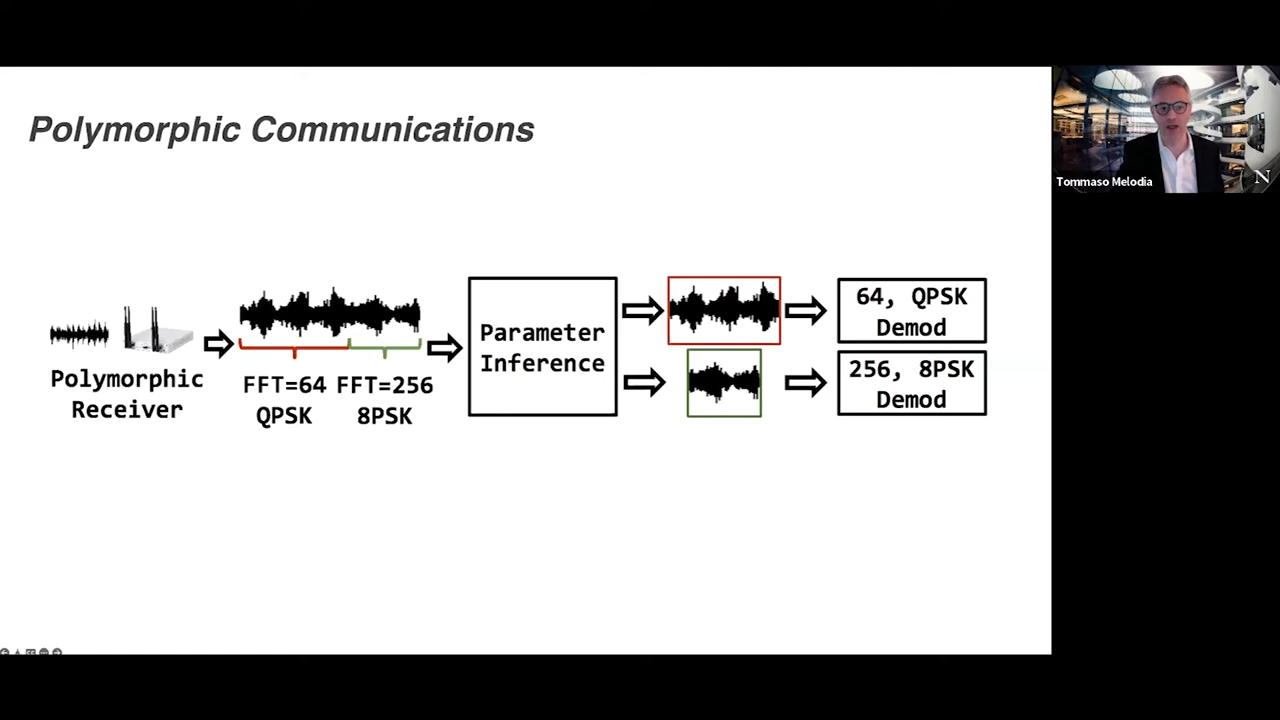 Polymorphic Communications
Tommaso Melodia
N
Polymorphic
Receiver
FFT=64 FFT=256
QPSK 8PSK
Parameter
Inference
64, QPSK
Demod
256, 8PSK
Demod